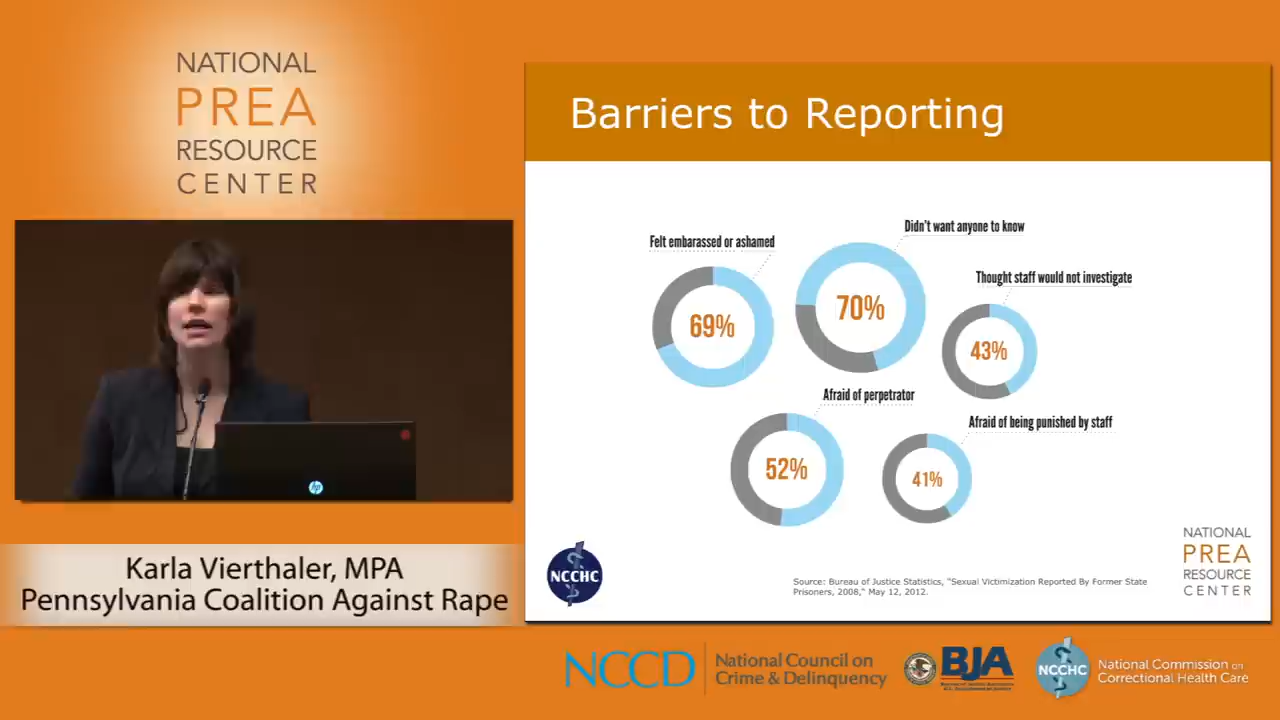 NATIONAL
PREA
RESOURCE
CENTER
hp
Karla Vierthaler, MPA
Pennsylvania Coalition Against Rape
Barriers to Reporting
Felt embarassed or ashamed
69%
Didn't want anyone to know
70%
Thought staff would not investigate
43%
Afraid of perpetrator
52%
Afraid of being punished by staff
41%
NCCHC
Source: Bureau of Justice Statistics, "Sexual Victimization Reported By Former State
Prisoners, 2008," May 12, 2012.
NATIONAL
PREA
RESOURCE
CENTER
NCCD
National Council on
Crime & Delinquency
BJA
NCCHC
National Commission on
Correctional Health Care